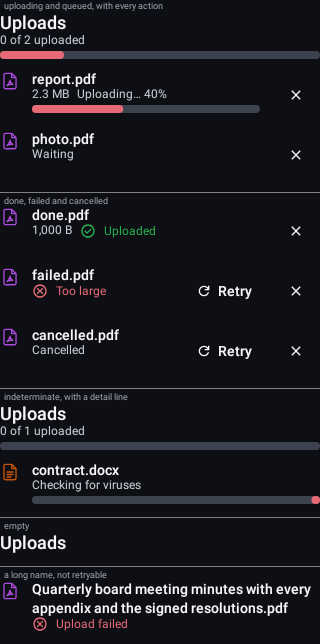 uploading and queued, with every action
Uploads
0 of 2 uploaded
report.pdf
2.3 MB Uploading... 40%
photo.pdf
Waiting
done, failed and cancelled
done.pdf
1,000 B Uploaded
failed.pdf
Too large Retry
cancelled.pdf
Cancelled Retry
indeterminate, with a detail line
Uploads
0 of 1 uploaded
contract.docx
Checking for viruses
empty
Uploads
a long name, not retryable
Quarterly board meeting minutes with every
appendix and the signed resolutions.pdf
Upload failed